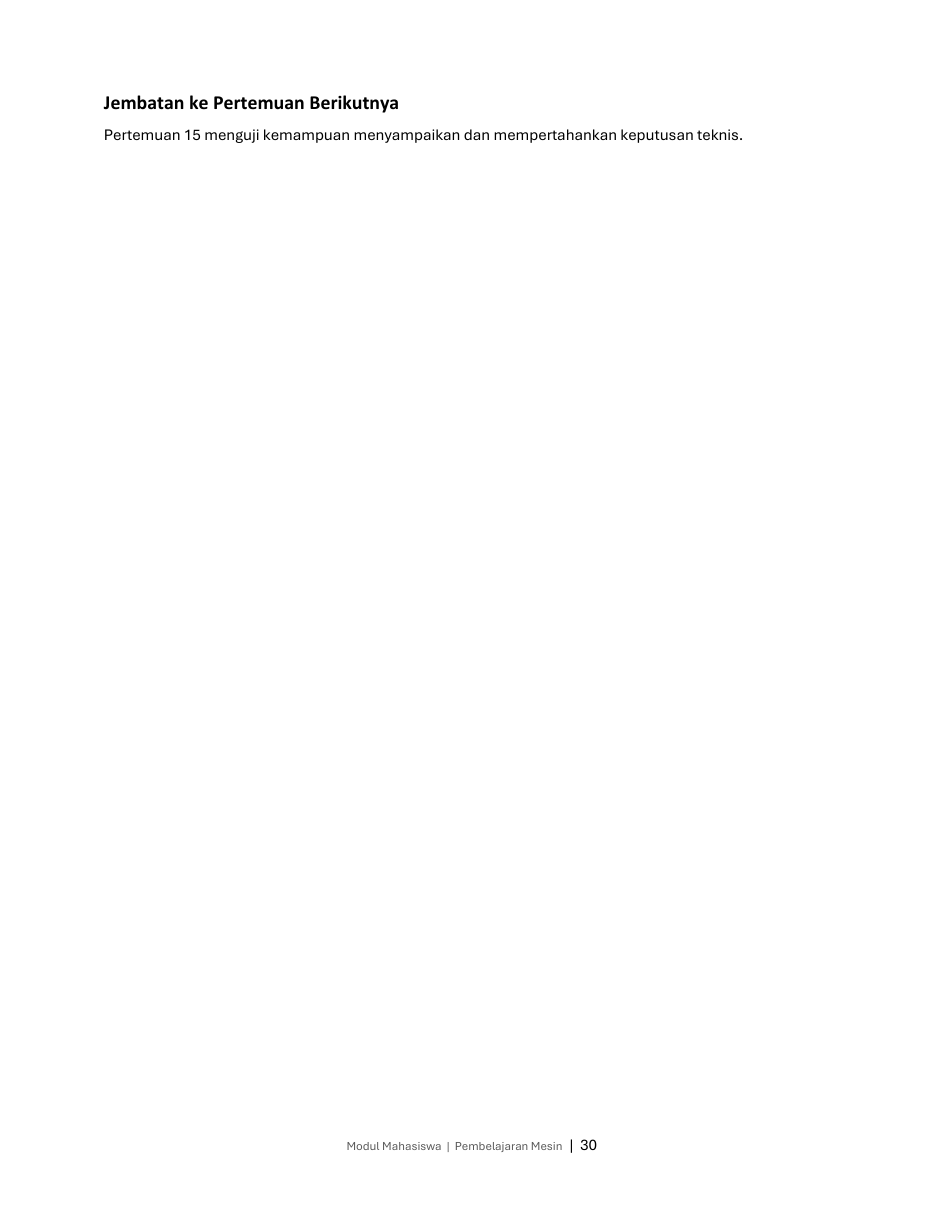 Jembatan ke Pertemuan Berikutnya
Pertemuan 15 menguji kemampuan menyampaikan dan mempertahankan keputusan teknis.
Modul Mahasiswa | Pembelajaran Mesin | 30